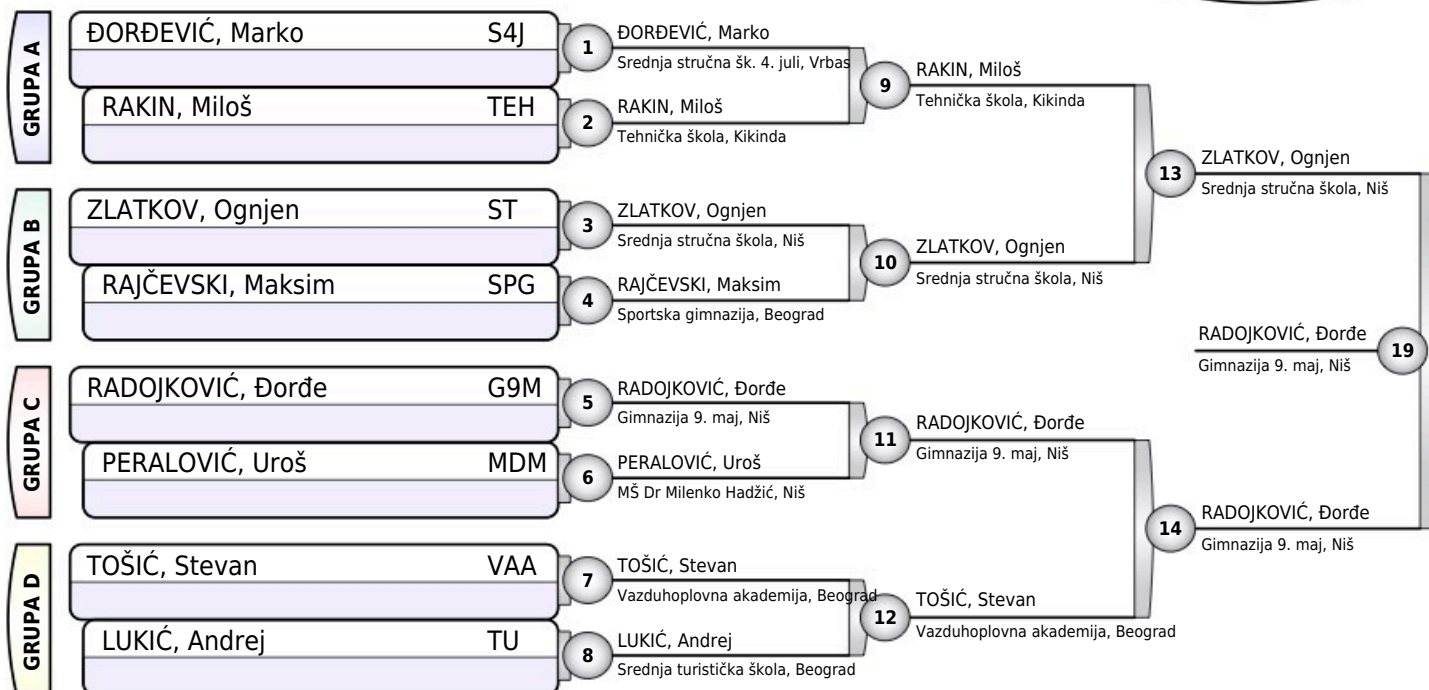 GRUPA A
ĐORĐEVIĆ, Marko S4J
RAKIN, Miloš TEH
1
ĐORĐEVIĆ, Marko
Srednja stručna šk. 4. juli, Vrbas
2
RAKIN, Miloš
Tehnička škola, Kikinda
9
RAKIN, Miloš
Tehnička škola, Kikinda
GRUPA B
ZLATKOV, Ognjen ST
RAJČEVSKI, Maksim SPG
3
ZLATKOV, Ognjen
Srednja stručna škola, Niš
4
RAJČEVSKI, Maksim
Sportska gimnazija, Beograd
10
ZLATKOV, Ognjen
Srednja stručna škola, Niš
13
ZLATKOV, Ognjen
Srednja stručna škola, Niš
GRUPA C
RADOJKOVIĆ, Đorđe G9M
PERALOVIĆ, Uroš MDM
5
RADOJKOVIĆ, Đorđe
Gimnazija 9. maj, Niš
6
PERALOVIĆ, Uroš
MŠ Dr Milenko Hadžić, Niš
11
RADOJKOVIĆ, Đorđe
Gimnazija 9. maj, Niš
GRUPA D
TOŠIĆ, Stevan VAA
LUKIĆ, Andrej TU
7
TOŠIĆ, Stevan
Vazduhoplovna akademija, Beograd
8
LUKIĆ, Andrej
Srednja turistička škola, Beograd
12
TOŠIĆ, Stevan
Vazduhoplovna akademija, Beograd
14
RADOJKOVIĆ, Đorđe
Gimnazija 9. maj, Niš
RADOJKOVIĆ, Đorđe
Gimnazija 9. maj, Niš
19